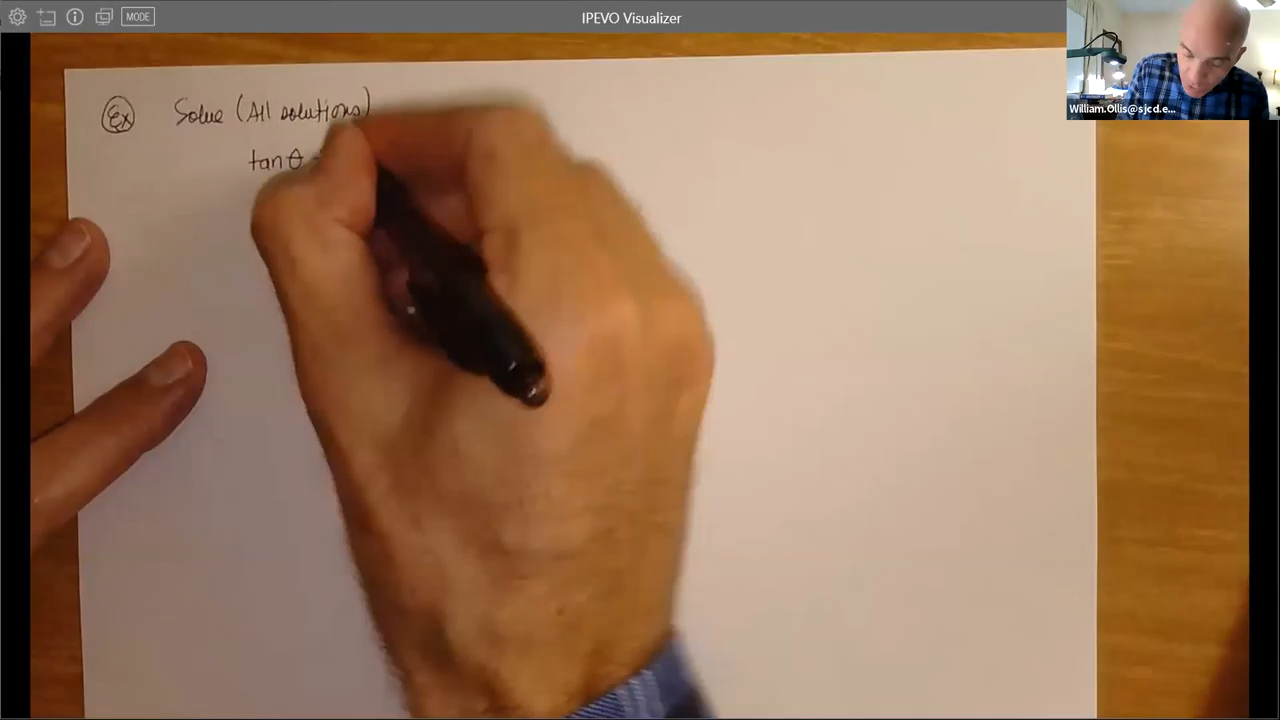 MODE
IPEVO Visualizer
William.Ollis@sjcd.e...
Ex Solve (All solutions)
tan θ